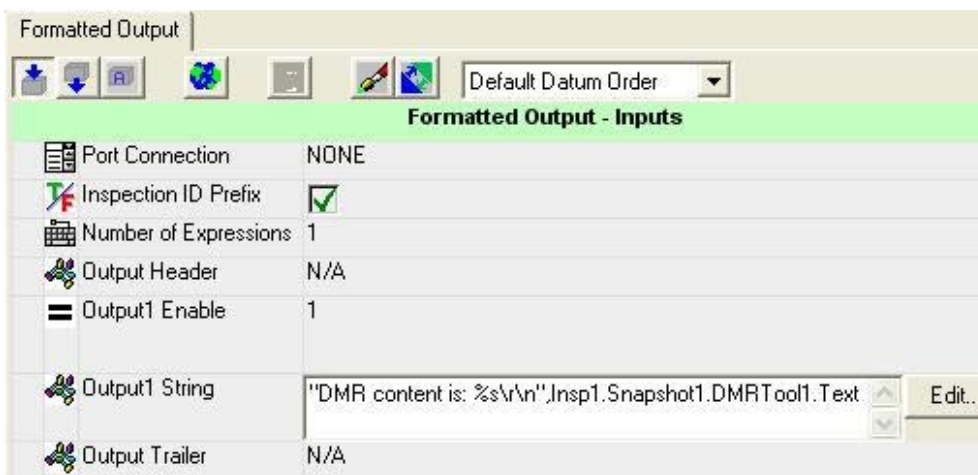 Formatted Output
A
Default Datum Order
Formatted Output - Inputs
Port Connection NONE
T/F Inspection ID Prefix
Number of Expressions 1
Output Header N/A
Output1 Enable 1
Output1 String "DMR content is: %s\r\n",Insp1.Snapshot1.DMRTool1.Text Edit..
Output Trailer N/A